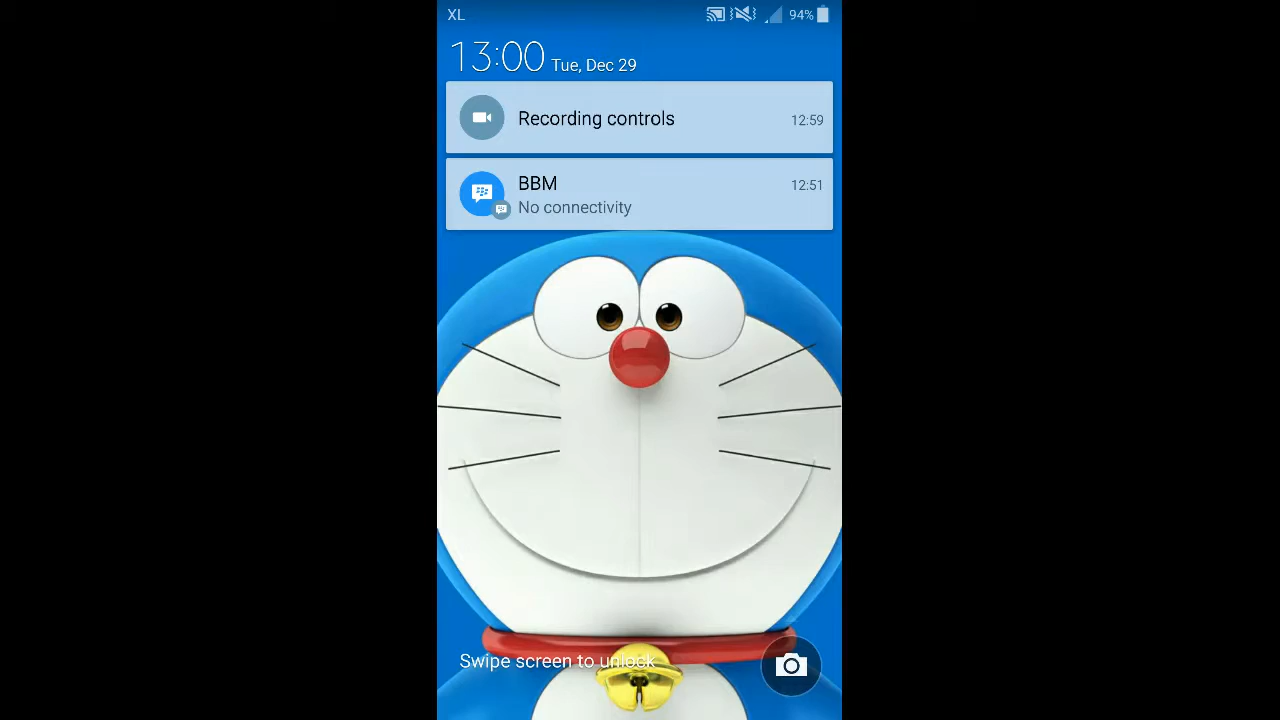 XL
94%
13:00 Tue, Dec 29
Recording controls 12:59
BBM 12:51
No connectivity
Swipe screen to unlock